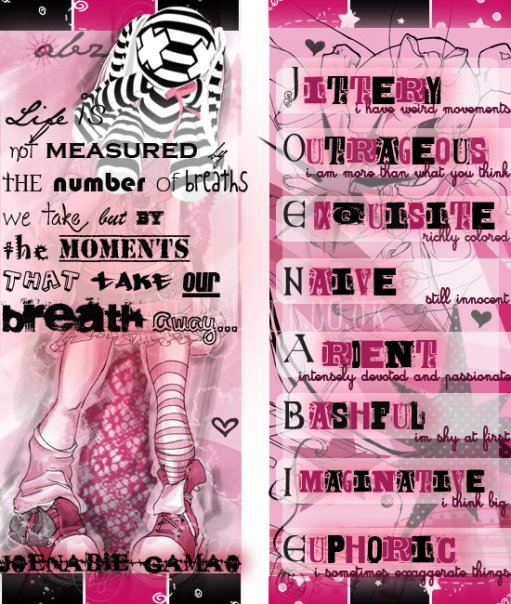 abz
Life is
not MEASURED by
THE number of breaths
we take but BY
the MOMENTS
THAT TAKE OUR
breath away...
JOENABIE GAMAO
JITTERY
i have weird movements
OUTRAGEOUS
i am more than what you think
EXQUISITE
richly colored
NAIVE
still innocent
ARDENT
intensely devoted and passionate
BASHFUL
im shy at first
IMAGINATIVE
i think big
EUPHORIC
i sometimes exaggerate things